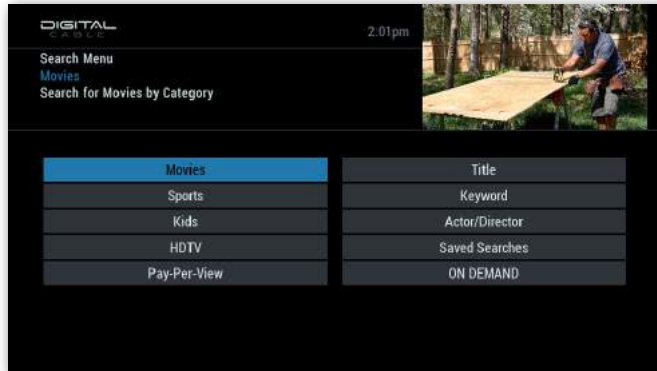 DIGITAL
CABLE
2:01pm
Search Menu
Movies
Search for Movies by Category
Movies
Title
Sports
Keyword
Kids
Actor/Director
HDTV
Saved Searches
Pay-Per-View
ON DEMAND